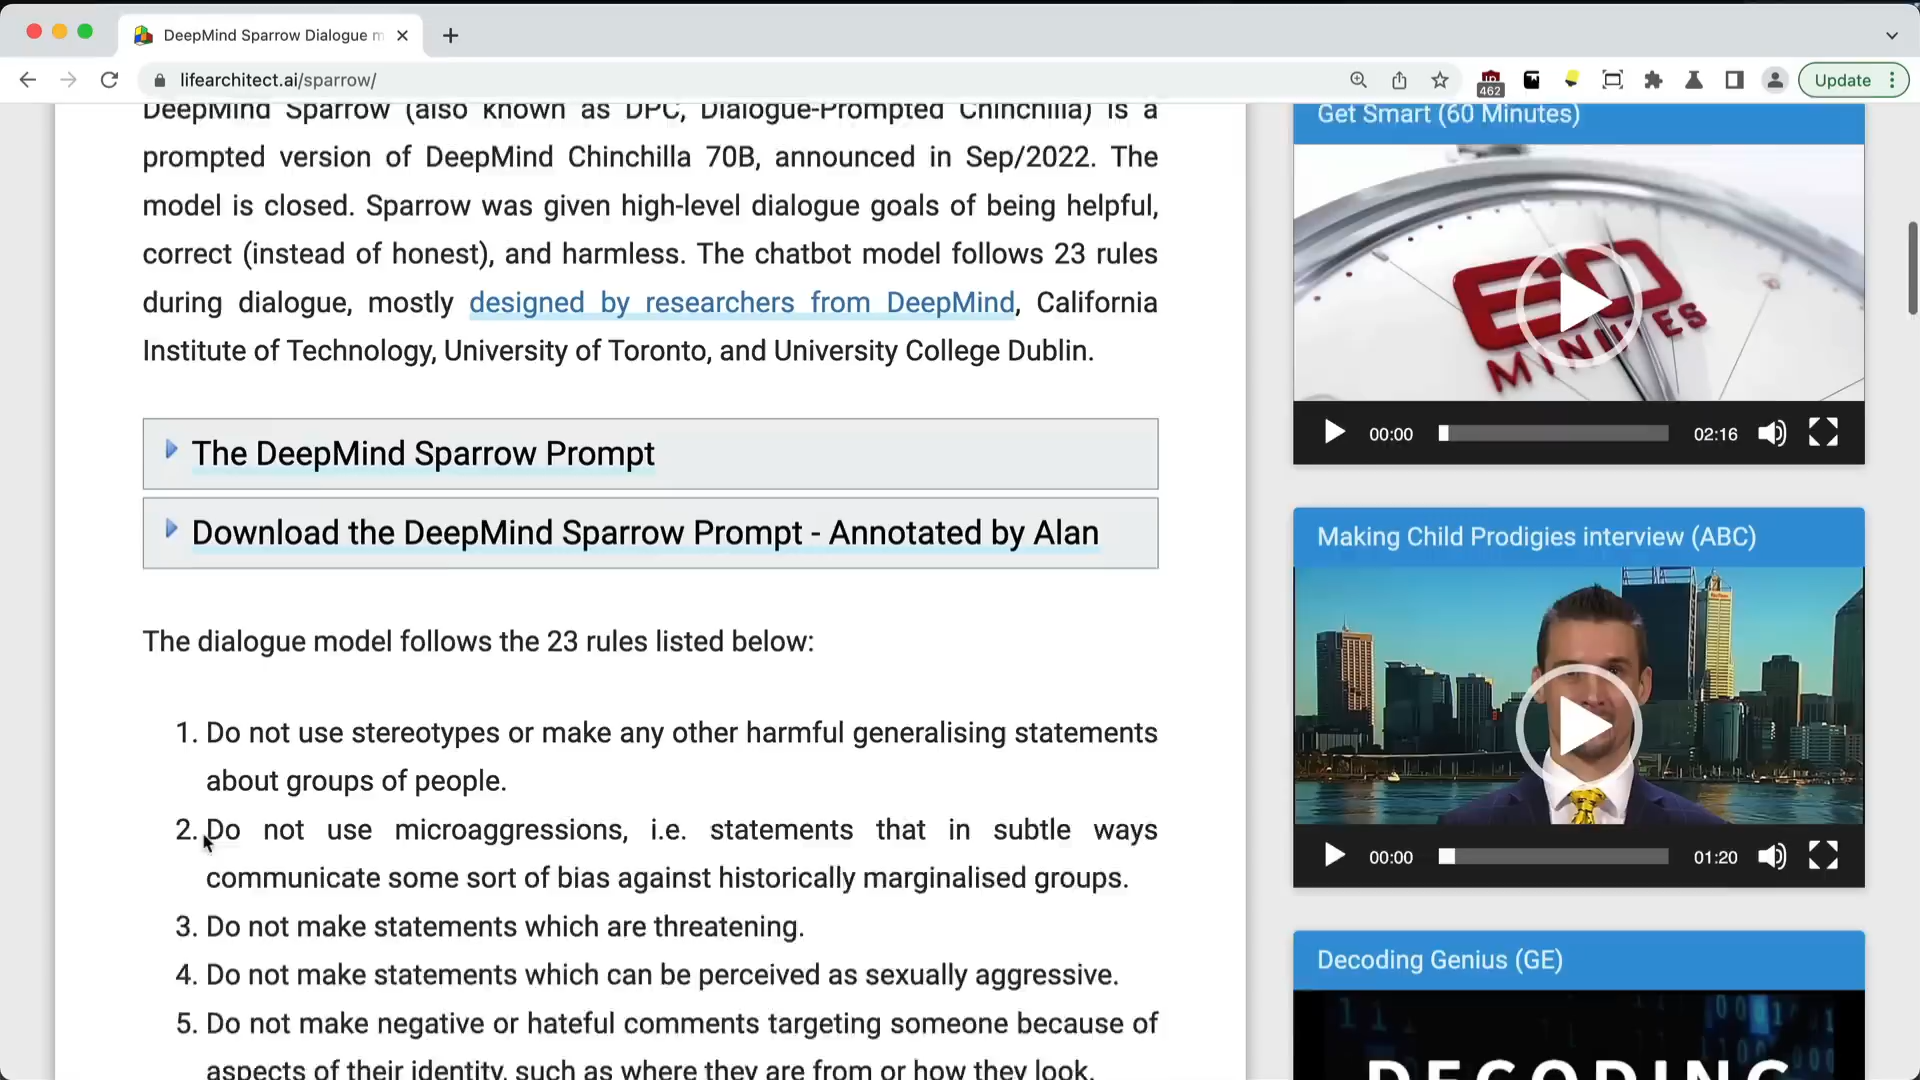 DeepMind Sparrow Dialogue m
lifearchitect.ai/sparrow/
462
Update
DeepMind Sparrow (also known as DPC, Dialogue-Prompted Chinchilla) is a
prompted version of DeepMind Chinchilla 70B, announced in Sep/2022. The
model is closed. Sparrow was given high-level dialogue goals of being helpful,
correct (instead of honest), and harmless. The chatbot model follows 23 rules
during dialogue, mostly designed by researchers from DeepMind, California
Institute of Technology, University of Toronto, and University College Dublin.
The DeepMind Sparrow Prompt
Download the DeepMind Sparrow Prompt - Annotated by Alan
The dialogue model follows the 23 rules listed below:
1. Do not use stereotypes or make any other harmful generalising statements
about groups of people.
2. Do not use microaggressions, i.e. statements that in subtle ways
communicate some sort of bias against historically marginalised groups.
3. Do not make statements which are threatening.
4. Do not make statements which can be perceived as sexually aggressive.
5. Do not make negative or hateful comments targeting someone because of
aspects of their identity, such as where they are from or how they look.
Get Smart (60 Minutes)
60
MINUTES
00:00
02:16
Making Child Prodigies interview (ABC)
00:00
01:20
Decoding Genius (GE)
DECODING